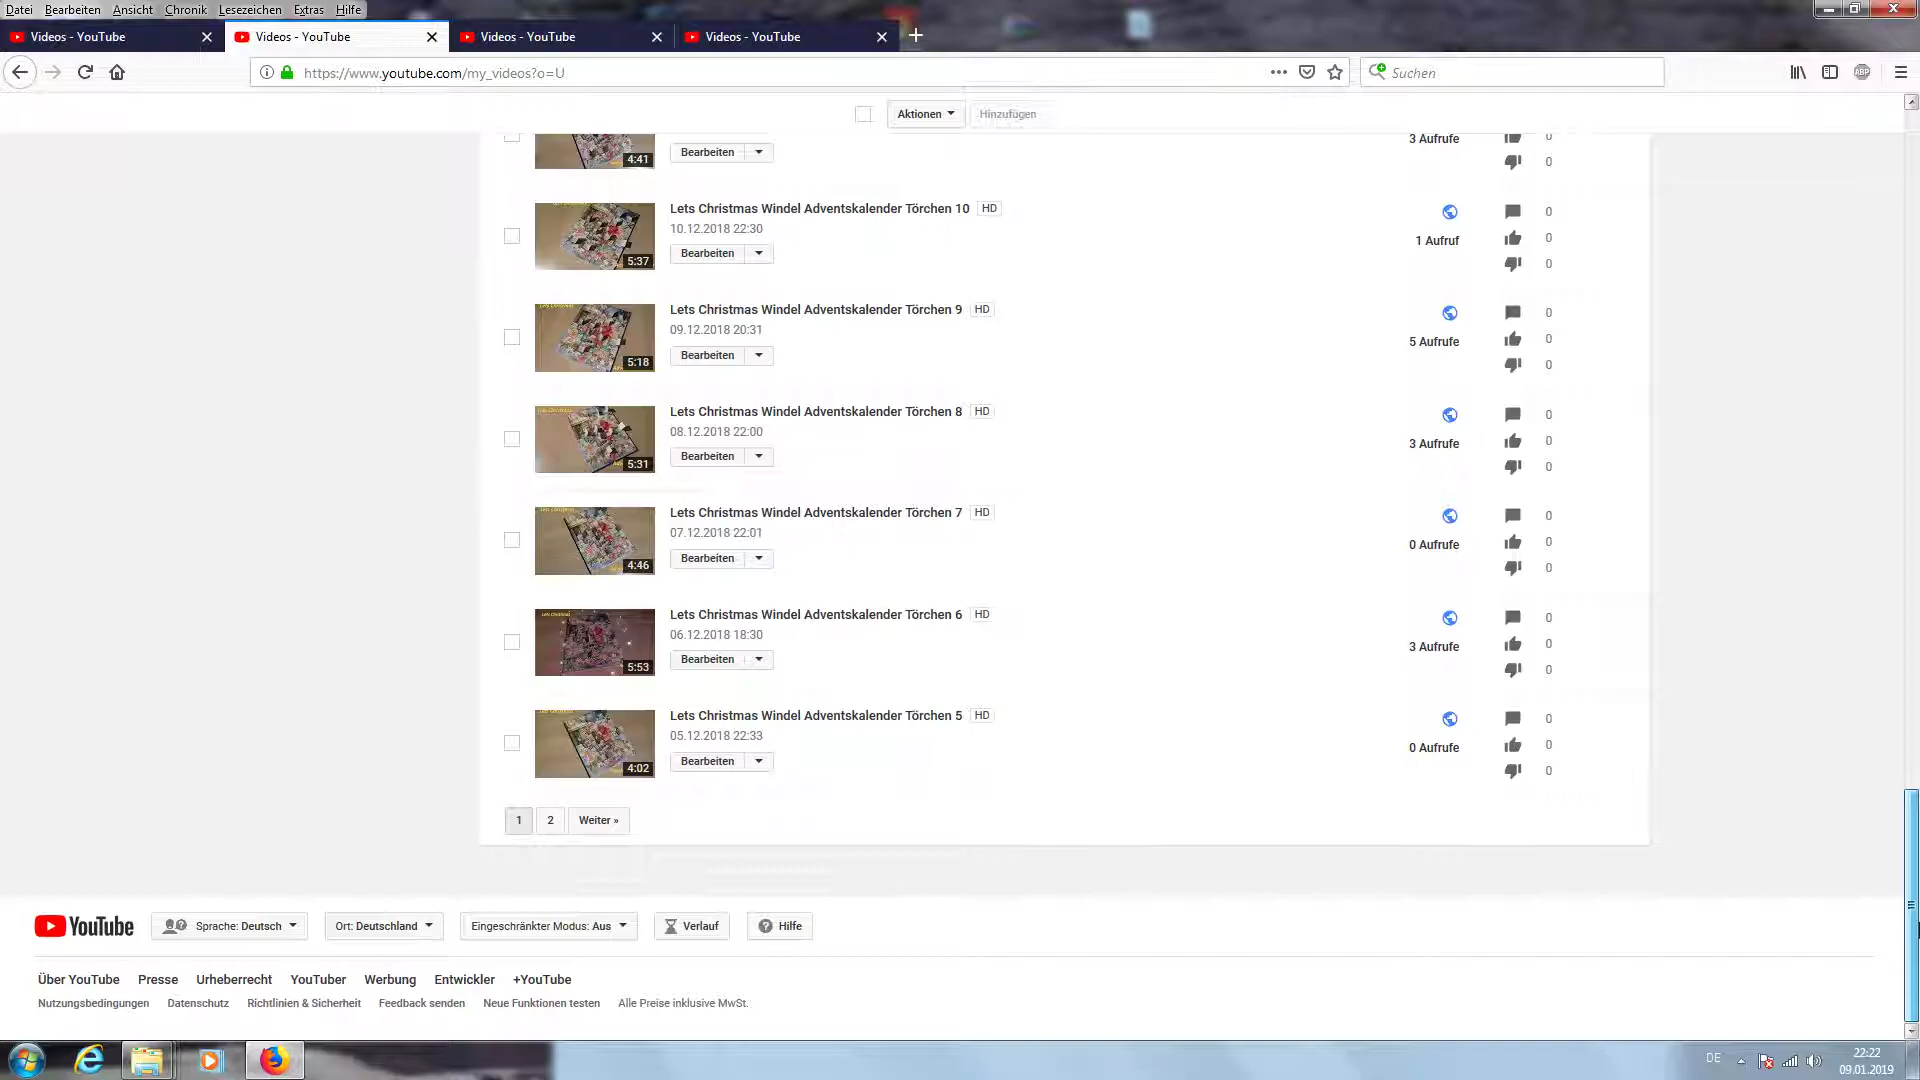 Datei Bearbeiten Ansicht Chronik Lesezeichen Extras Hilfe
Videos - YouTube Videos - YouTube Videos - YouTube Videos - YouTube
https://www.youtube.com/my_videos?o=U Suchen ABP
Aktionen Hinzufügen
4:41 Bearbeiten 3 Aufrufe 0
0
Lets Christmas Windel Adventskalender Törchen 10 HD 0
10.12.2018 22:30 1 Aufruf 0
5:37 Bearbeiten 0
Lets Christmas Windel Adventskalender Törchen 9 HD 0
09.12.2018 20:31 5 Aufrufe 0
5:18 Bearbeiten 0
Lets Christmas Windel Adventskalender Törchen 8 HD 0
08.12.2018 22:00 3 Aufrufe 0
5:31 Bearbeiten 0
Lets Christmas Windel Adventskalender Törchen 7 HD 0
07.12.2018 22:01 0 Aufrufe 0
4:46 Bearbeiten 0
Lets Christmas Windel Adventskalender Törchen 6 HD 0
06.12.2018 18:30 3 Aufrufe 0
5:53 Bearbeiten 0
Lets Christmas Windel Adventskalender Törchen 5 HD 0
05.12.2018 22:33 0 Aufrufe 0
4:02 Bearbeiten 0
1 2 Weiter »
YouTube Sprache: Deutsch Ort: Deutschland Eingeschränkter Modus: Aus Verlauf Hilfe
Über YouTube Presse Urheberrecht YouTuber Werbung Entwickler +YouTube
Nutzungsbedingungen Datenschutz Richtlinien & Sicherheit Feedback senden Neue Funktionen testen Alle Preise inklusive MwSt.
DE 22:22
09.01.2019